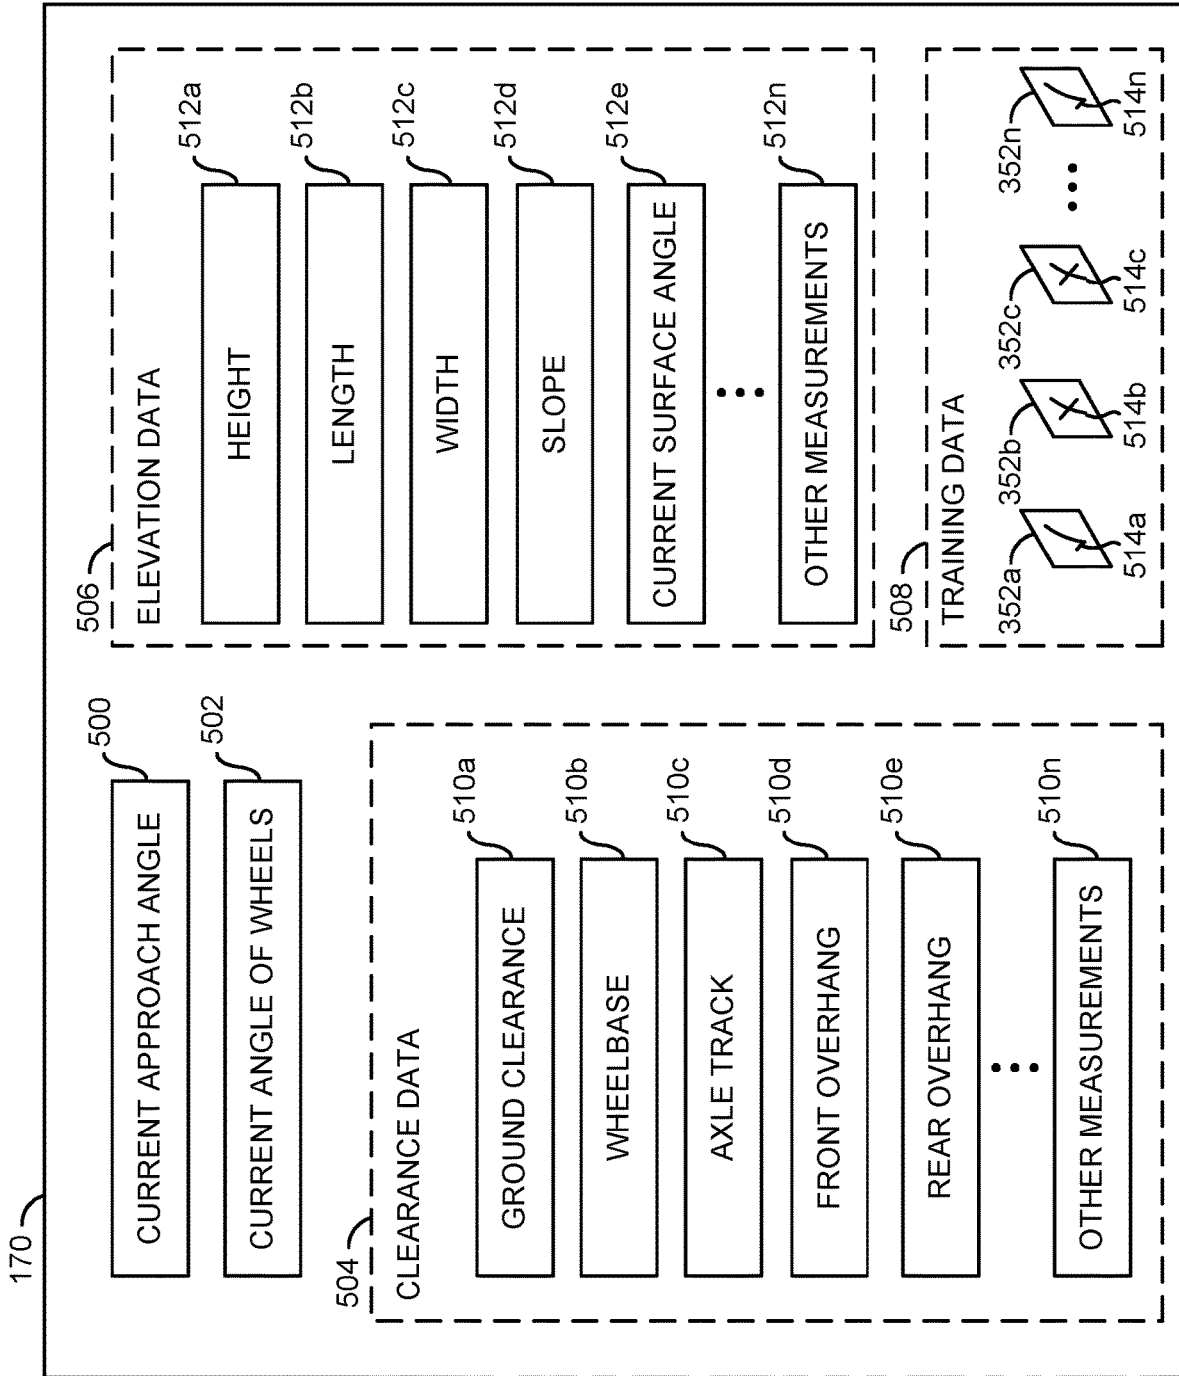 170
CURRENT APPROACH ANGLE
500
CURRENT ANGLE OF WHEELS
502
504
CLEARANCE DATA
GROUND CLEARANCE
510a
WHEELBASE
510b
AXLE TRACK
510c
FRONT OVERHANG
510d
REAR OVERHANG
510e
OTHER MEASUREMENTS
510n
506
ELEVATION DATA
HEIGHT
512a
LENGTH
512b
WIDTH
512c
SLOPE
512d
CURRENT SURFACE ANGLE
512e
OTHER MEASUREMENTS
512n
508
TRAINING DATA
352a
352b
352c
352n
514a
514b
514c
514n